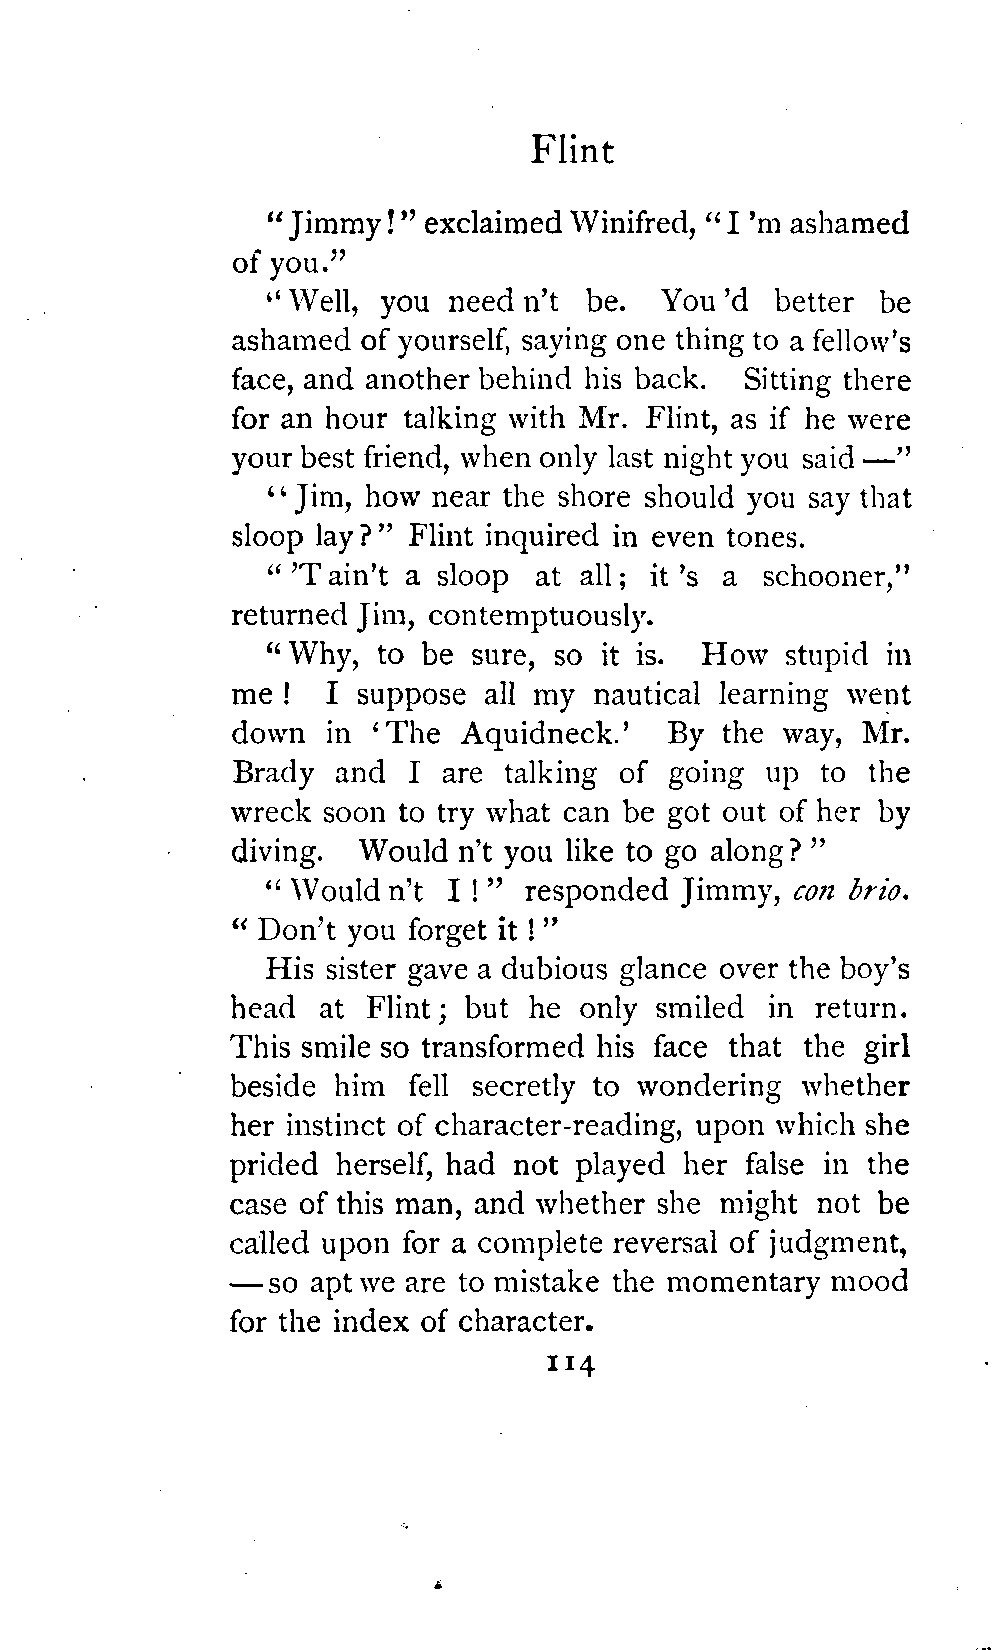 Flint
“Jimmy!” exclaimed Winifred, “I 'm ashamed
of you.”
“Well, you need n't be. You 'd better be
ashamed of yourself, saying one thing to a fellow's
face, and another behind his back. Sitting there
for an hour talking with Mr. Flint, as if he were
your best friend, when only last night you said —”
“Jim, how near the shore should you say that
sloop lay?” Flint inquired in even tones.
“'T ain't a sloop at all; it 's a schooner,”
returned Jim, contemptuously.
“Why, to be sure, so it is. How stupid in
me! I suppose all my nautical learning went
down in ‘The Aquidneck.’ By the way, Mr.
Brady and I are talking of going up to the
wreck soon to try what can be got out of her by
diving. Would n't you like to go along?”
“Would n't I!” responded Jimmy, con brio.
“Don't you forget it!”
His sister gave a dubious glance over the boy's
head at Flint; but he only smiled in return.
This smile so transformed his face that the girl
beside him fell secretly to wondering whether
her instinct of character-reading, upon which she
prided herself, had not played her false in the
case of this man, and whether she might not be
called upon for a complete reversal of judgment,
—so apt we are to mistake the momentary mood
for the index of character.
114